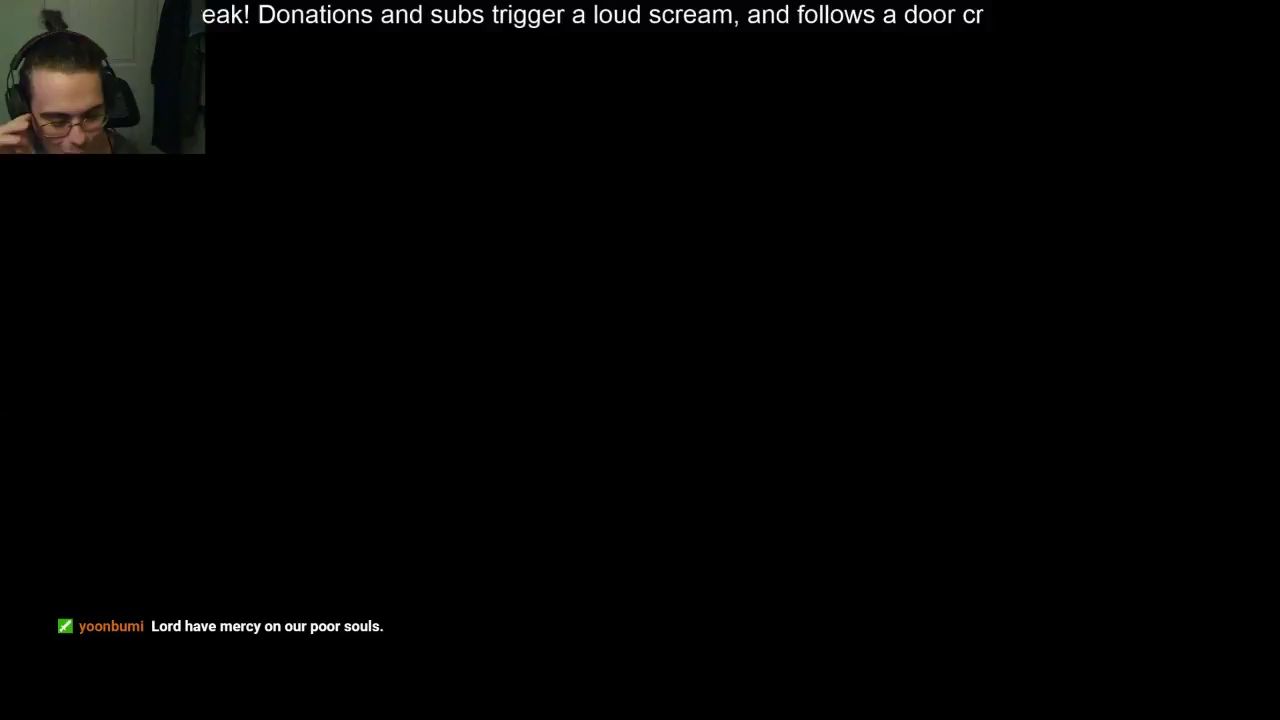 eak! Donations and subs trigger a loud scream, and follows a door cr
yoonbumi Lord have mercy on our poor souls.